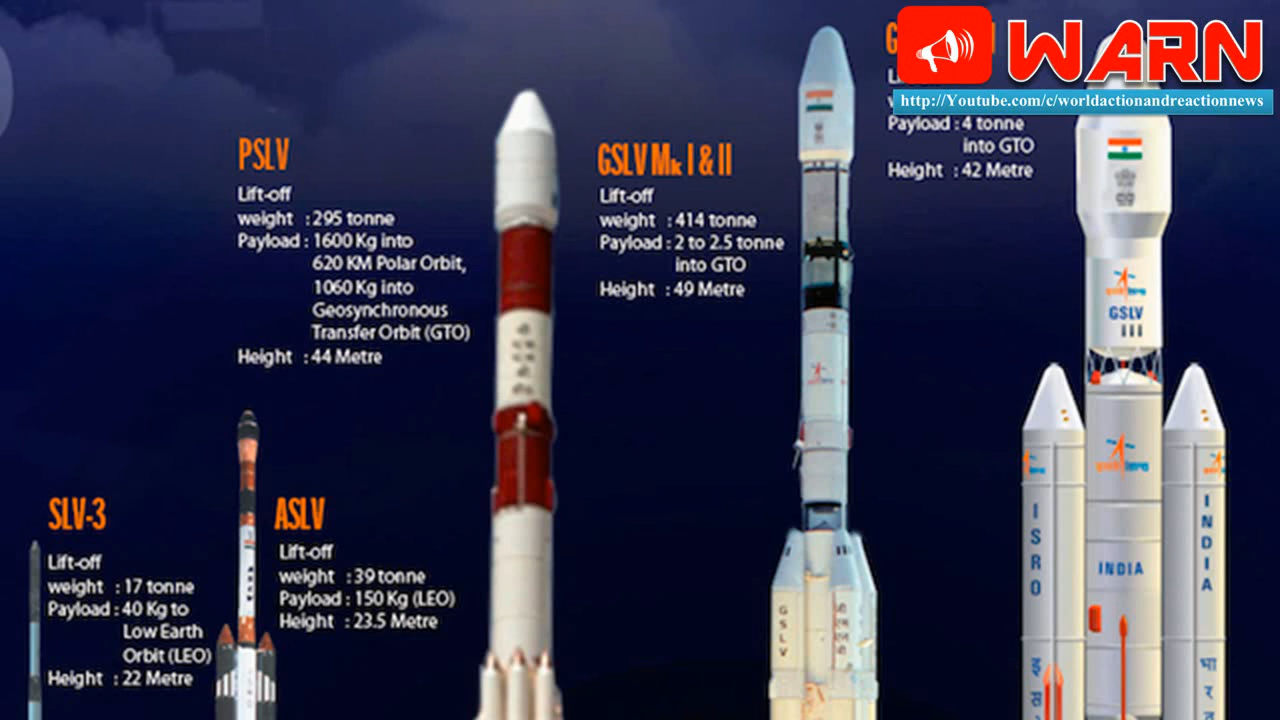 WARN
http://Youtube.com/c/worldactionandreactionnews
Payload : 4 tonne
into GTO
Height : 42 Metre
PSLV
Lift-off
weight : 295 tonne
Payload : 1600 Kg into
620 KM Polar Orbit,
1060 Kg into
Geosynchronous
Transfer Orbit (GTO)
Height : 44 Metre
GSLV Mk I & II
Lift-off
weight : 414 tonne
Payload : 2 to 2.5 tonne
into GTO
Height : 49 Metre
SLV-3
Lift-off
weight : 17 tonne
Payload : 40 Kg to
Low Earth
Orbit (LEO)
Height : 22 Metre
ASLV
Lift-off
weight : 39 tonne
Payload : 150 Kg (LEO)
Height : 23.5 Metre
GSLV
GSLV
III
ISRO
INDIA
INDIA